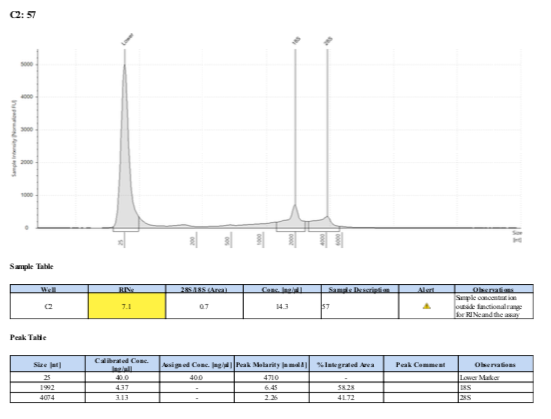 C2: 57
Lower
18S
28S
Sample Intensity [Normalized FU]
5000
4000
3000
2000
1000
0
25
200
500
1000
2000
4000
6000
Size
[nt]
Sample Table
Well RINe 28S/18S (Area) Conc. [ng/µl] Sample Description Alert Observations
C2 7.1 0.7 14.3 57 Sample concentration
outside functional range
for RINe and the assay
Peak Table
Size [nt] Calibrated Conc. [ng/µl] Assigned Conc. [ng/µl] Peak Molarity [nmol/l] % Integrated Area Peak Comment Observations
25 40.0 40.0 4710 - Lower Marker
1992 4.37 - 6.45 58.28 18S
4074 3.13 - 2.26 41.72 28S